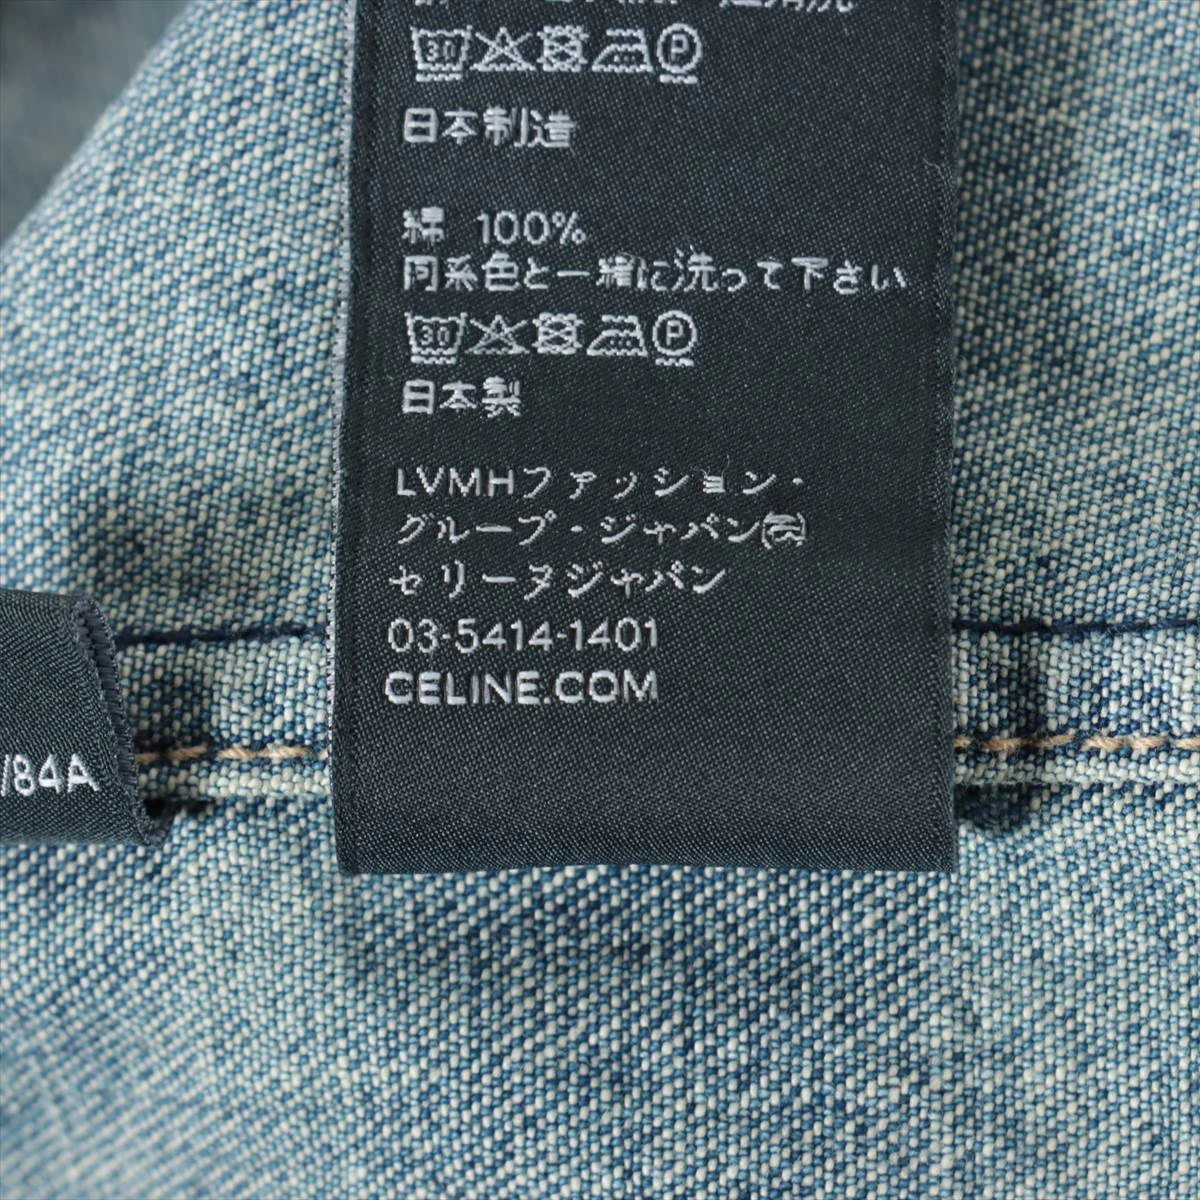 日本制造
綿 100%
同系色と一緒に洗って下さい
日本製
LVMHファッション・
グループ・ジャパン㈱
セリーヌジャパン
03-5414-1401
CELINE.COM
/84A